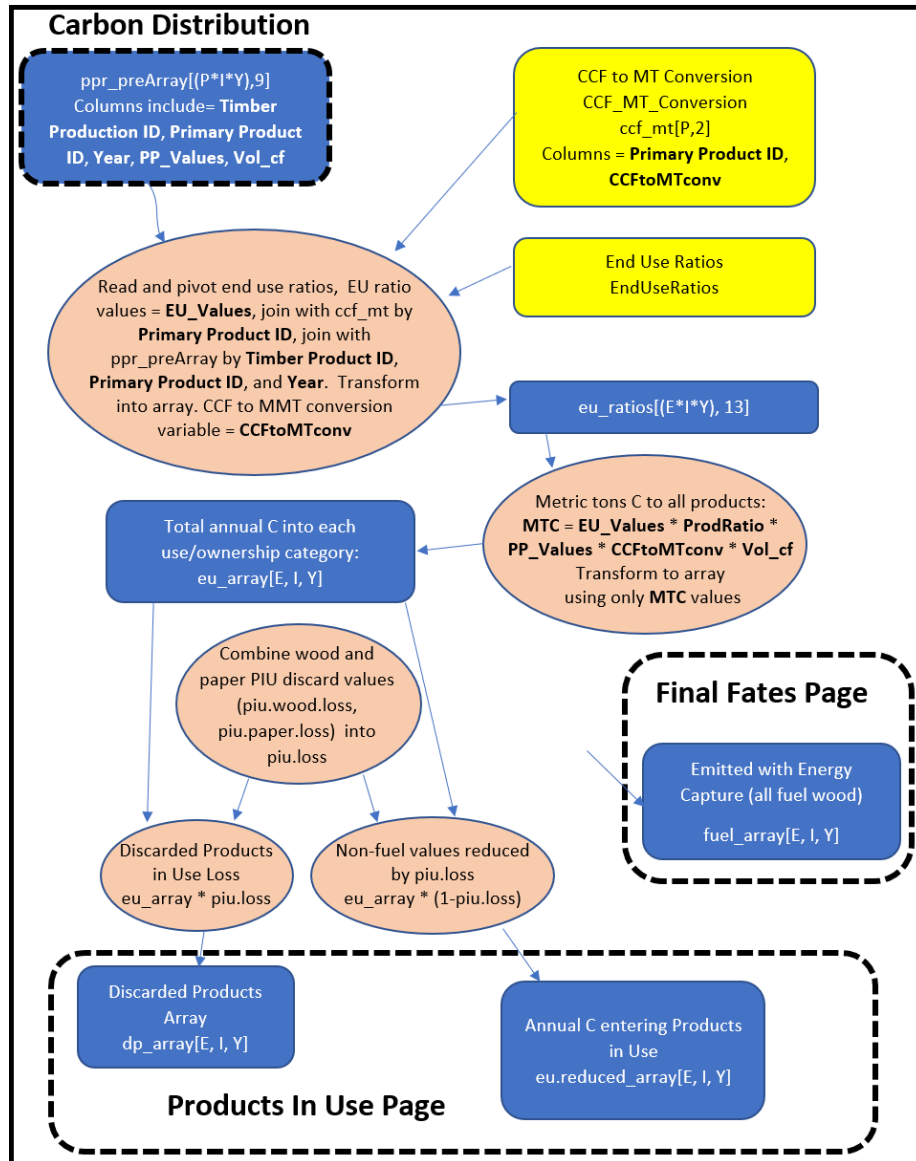 Carbon Distribution
ppr_preArray[(P*I*Y),9]
Columns include= Timber
Production ID, Primary Product
ID, Year, PP_Values, Vol_cf
CCF to MT Conversion
CCF_MT_Conversion
ccf_mt[P,2]
Columns = Primary Product ID,
CCFtoMTconv
End Use Ratios
EndUseRatios
Read and pivot end use ratios, EU ratio
values = EU_Values, join with ccf_mt by
Primary Product ID, join with
ppr_preArray by Timber Product ID,
Primary Product ID, and Year. Transform
into array. CCF to MMT conversion
variable = CCFtoMTconv
eu_ratios[(E*I*Y), 13]
Metric tons C to all products:
MTC = EU_Values * ProdRatio *
PP_Values * CCFtoMTconv * Vol_cf
Transform to array
using only MTC values
Total annual C into each
use/ownership category:
eu_array[E, I, Y]
Combine wood and
paper PIU discard values
(piu.wood.loss,
piu.paper.loss) into
piu.loss
Final Fates Page
Emitted with Energy
Capture (all fuel wood)
fuel_array[E, I, Y]
Discarded Products
in Use Loss
eu_array * piu.loss
Non-fuel values reduced
by piu.loss
eu_array * (1-piu.loss)
Discarded Products
Array
dp_array[E, I, Y]
Annual C entering Products
in Use
eu.reduced_array[E, I, Y]
Products In Use Page